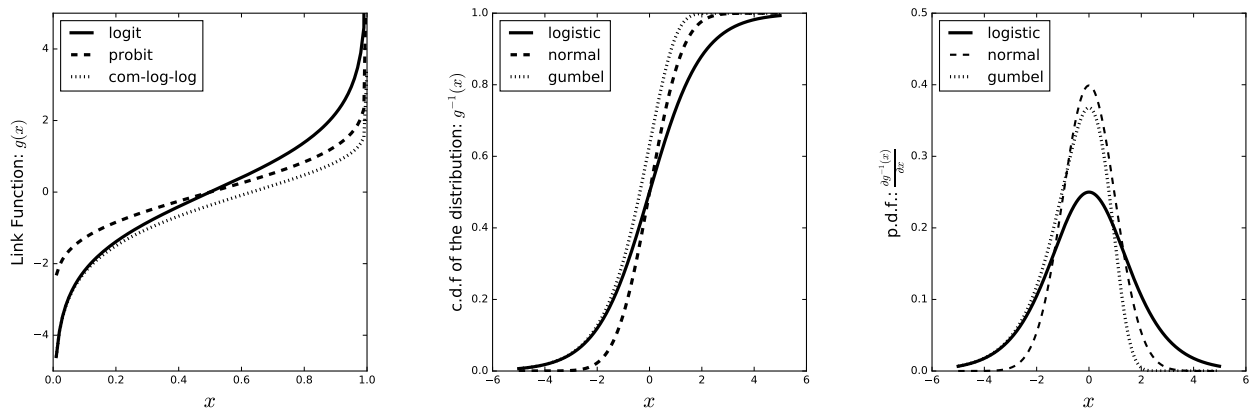 logit
probit
com-log-log
4
2
0
−2
−4
0.0 0.2 0.4 0.6 0.8 1.0
x
Link Function: g(x)
logistic
normal
gumbel
1.0
0.8
0.6
0.4
0.2
0.0
−6 −4 −2 0 2 4 6
x
c.d.f of the distribution: g⁻¹(x)
logistic
normal
gumbel
0.5
0.4
0.3
0.2
0.1
0.0
−6 −4 −2 0 2 4 6
x
p.d.f.: ∂g⁻¹(x)/∂x